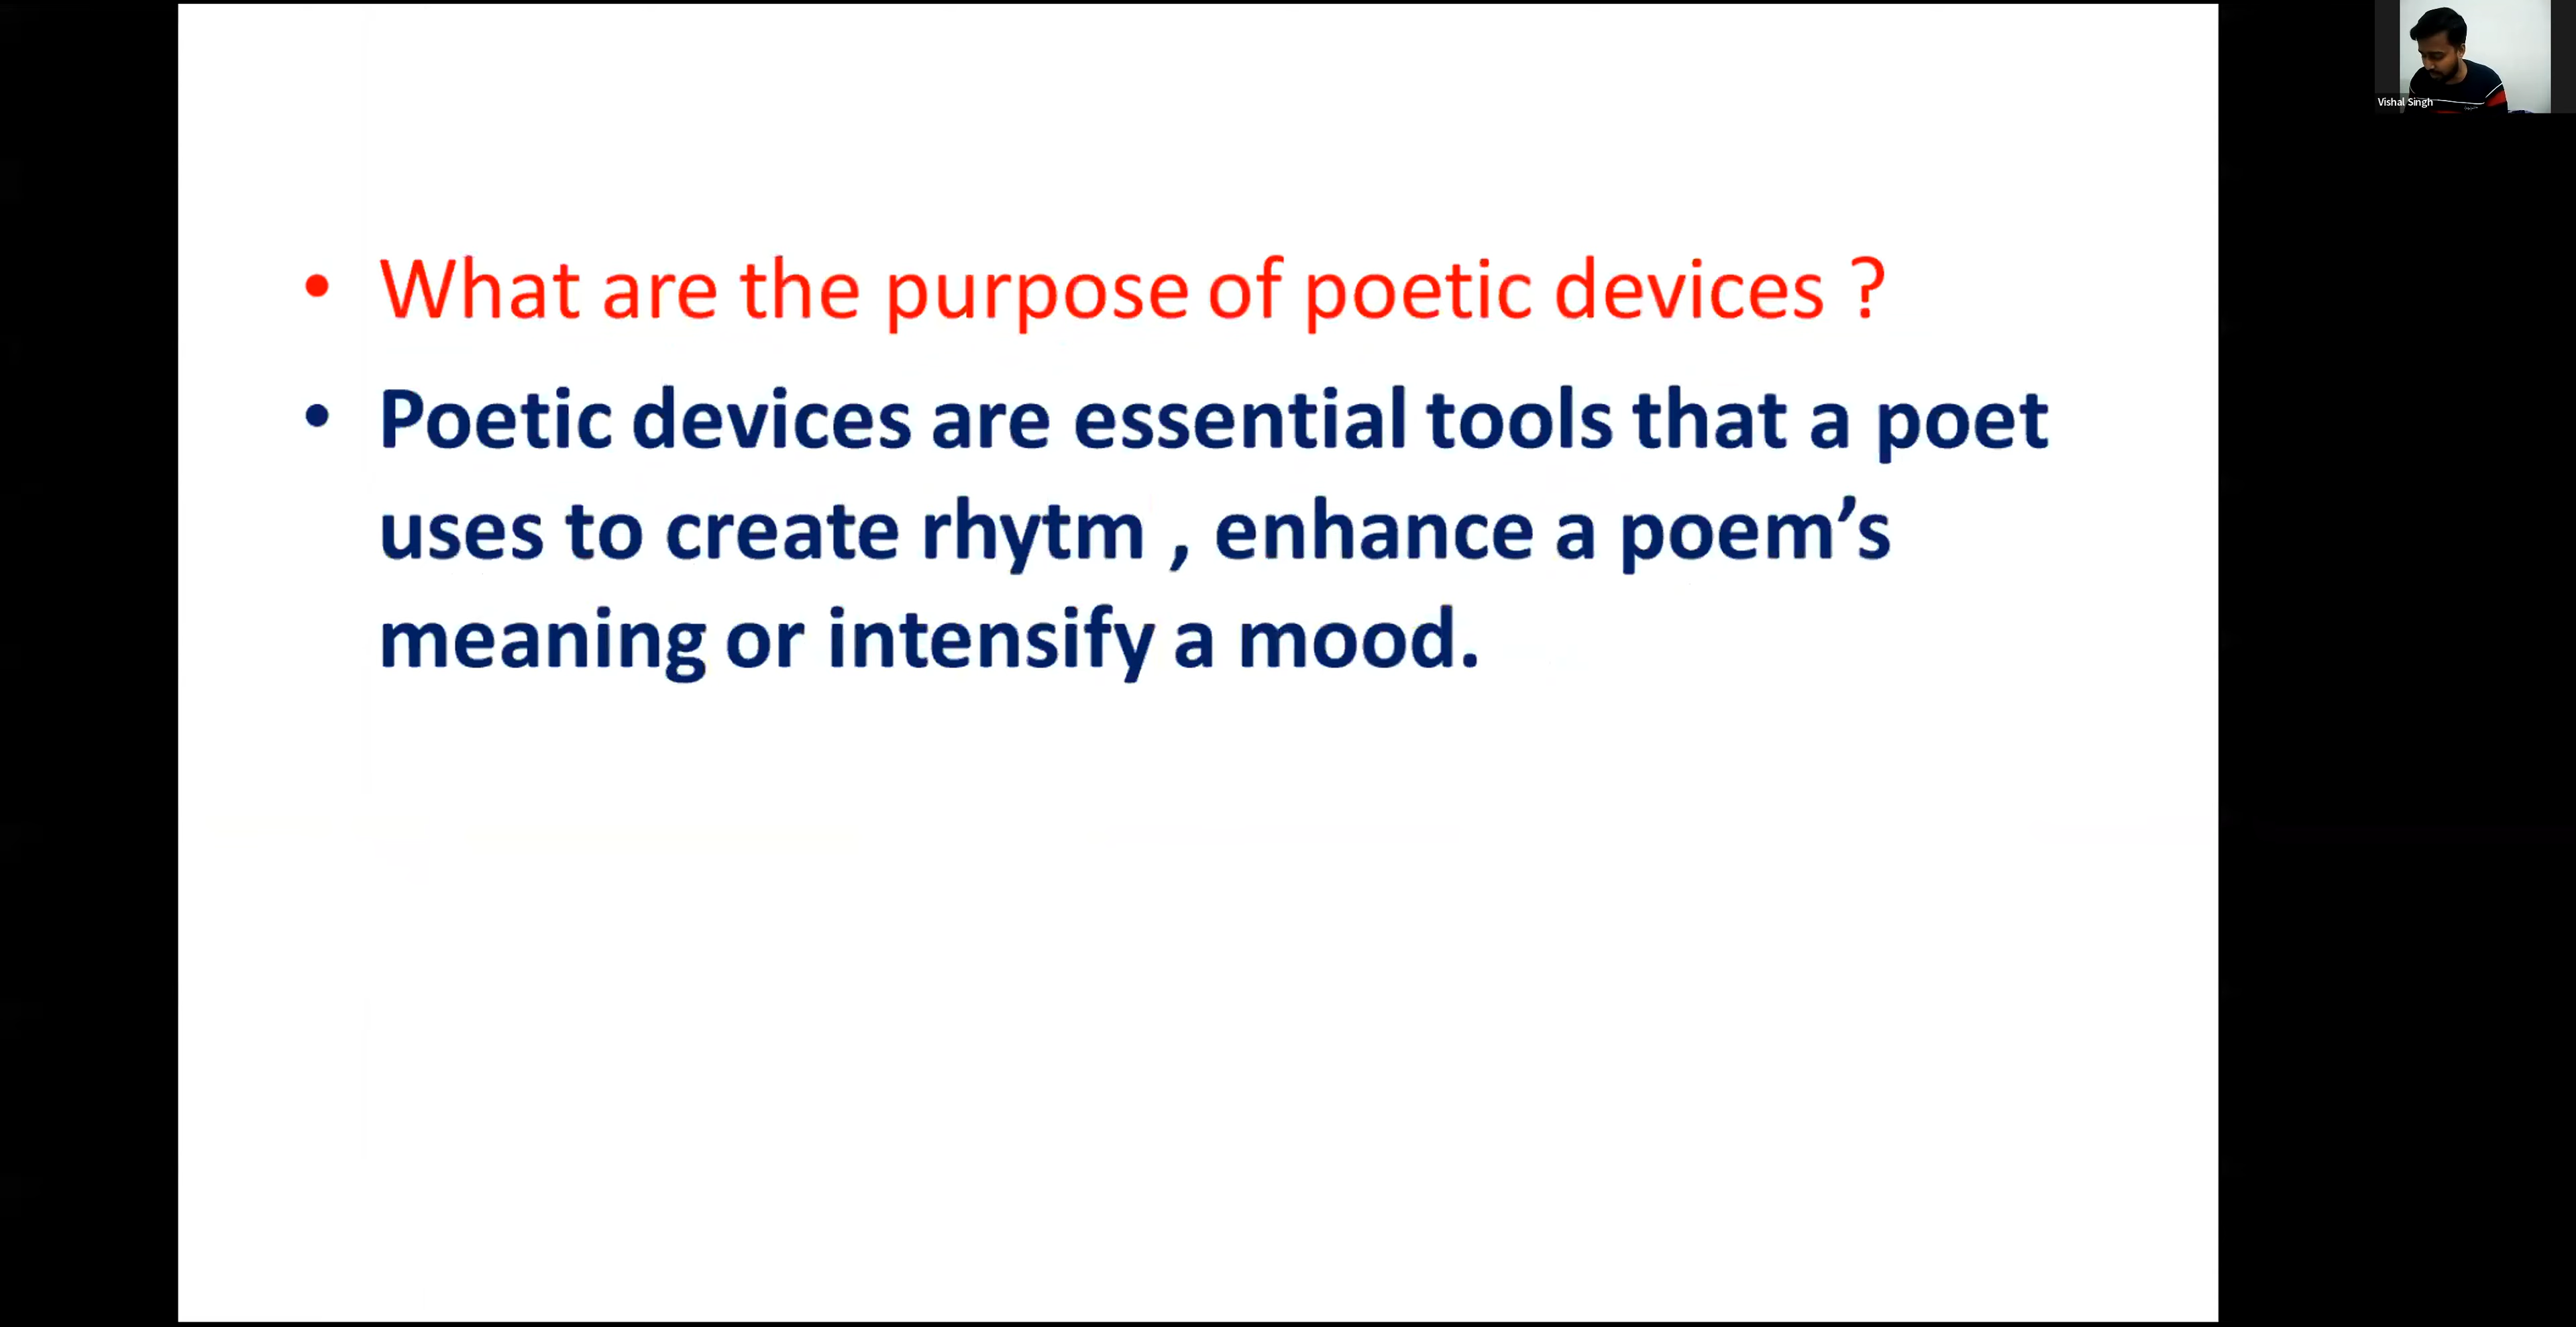 • What are the purpose of poetic devices ?
• Poetic devices are essential tools that a poet
uses to create rhytm , enhance a poem’s
meaning or intensify a mood.
Vishal Singh